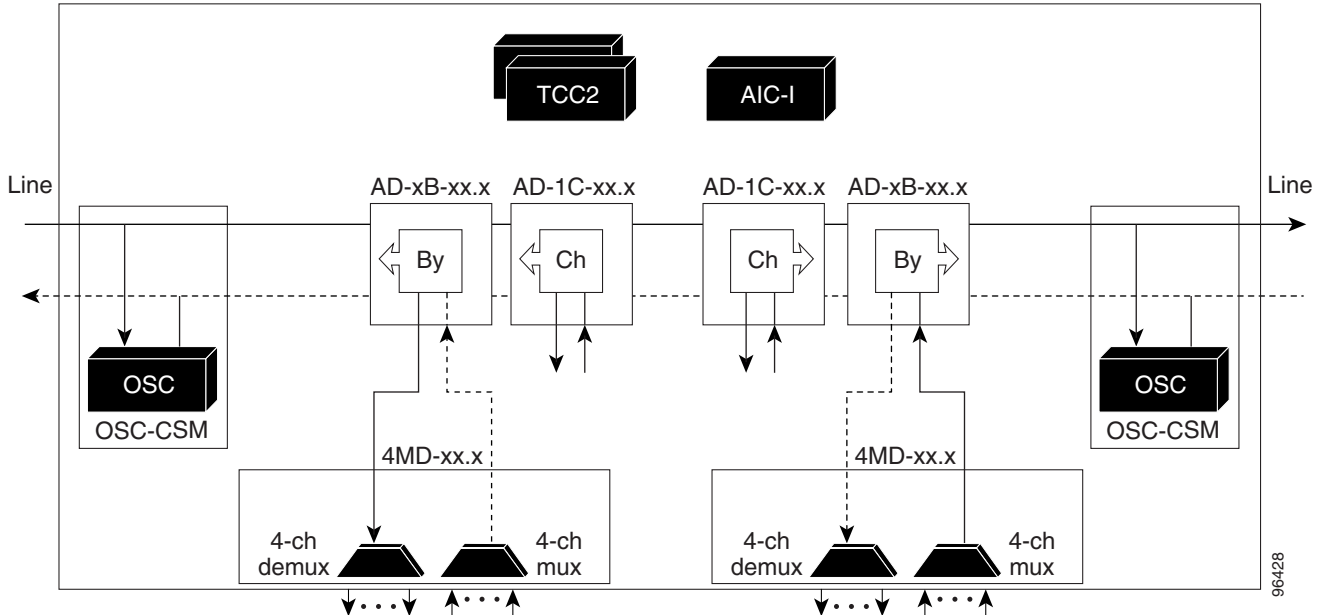 TCC2
AIC-I
Line
AD-xB-xx.x
AD-1C-xx.x
AD-1C-xx.x
AD-xB-xx.x
Line
By
Ch
Ch
By
OSC
OSC-CSM
OSC
OSC-CSM
4MD-xx.x
4MD-xx.x
4-ch
demux
4-ch
mux
4-ch
demux
4-ch
mux
96428